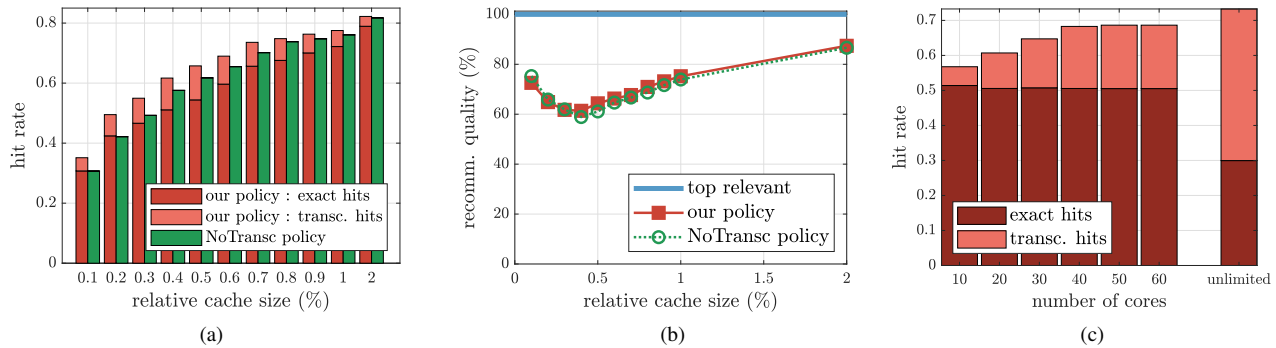 hit rate
0.8
0.6
0.4
0.2
0
our policy : exact hits
our policy : transc. hits
NoTransc policy
0.1 0.2 0.3 0.4 0.5 0.6 0.7 0.8 0.9 1 2
relative cache size (%)
(a)
recomm. quality (%)
100
80
60
40
20
0
top relevant
our policy
NoTransc policy
0 0.5 1 1.5 2
relative cache size (%)
(b)
hit rate
0.7
0.6
0.5
0.4
0.3
0.2
0.1
0
exact hits
transc. hits
10 20 30 40 50 60 unlimited
number of cores
(c)